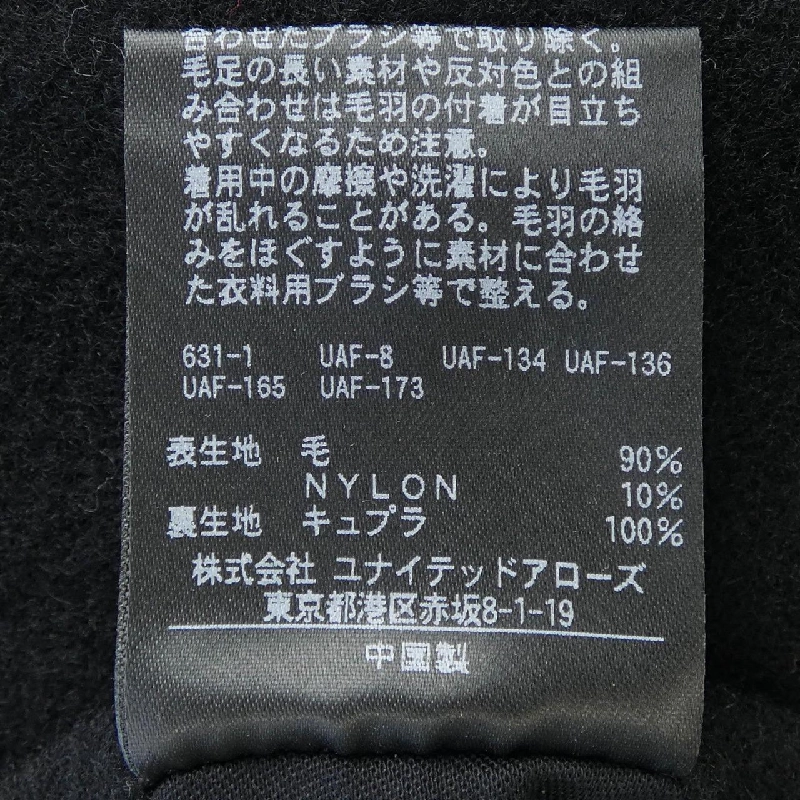 合わせたブラシ等で取り除く。
毛足の長い素材や反対色との組
み合わせは毛羽の付着が目立ち
やすくなるため注意。
着用中の摩擦や洗濯により毛羽
が乱れることがある。毛羽の絡
みをほぐすように素材に合わせ
た衣料用ブラシ等で整える。
631-1 UAF-8 UAF-134 UAF-136
UAF-165 UAF-173
表生地 毛 90%
NYLON 10%
裏生地 キュプラ 100%
株式会社 ユナイテッドアローズ
東京都港区赤坂8-1-19
中国製